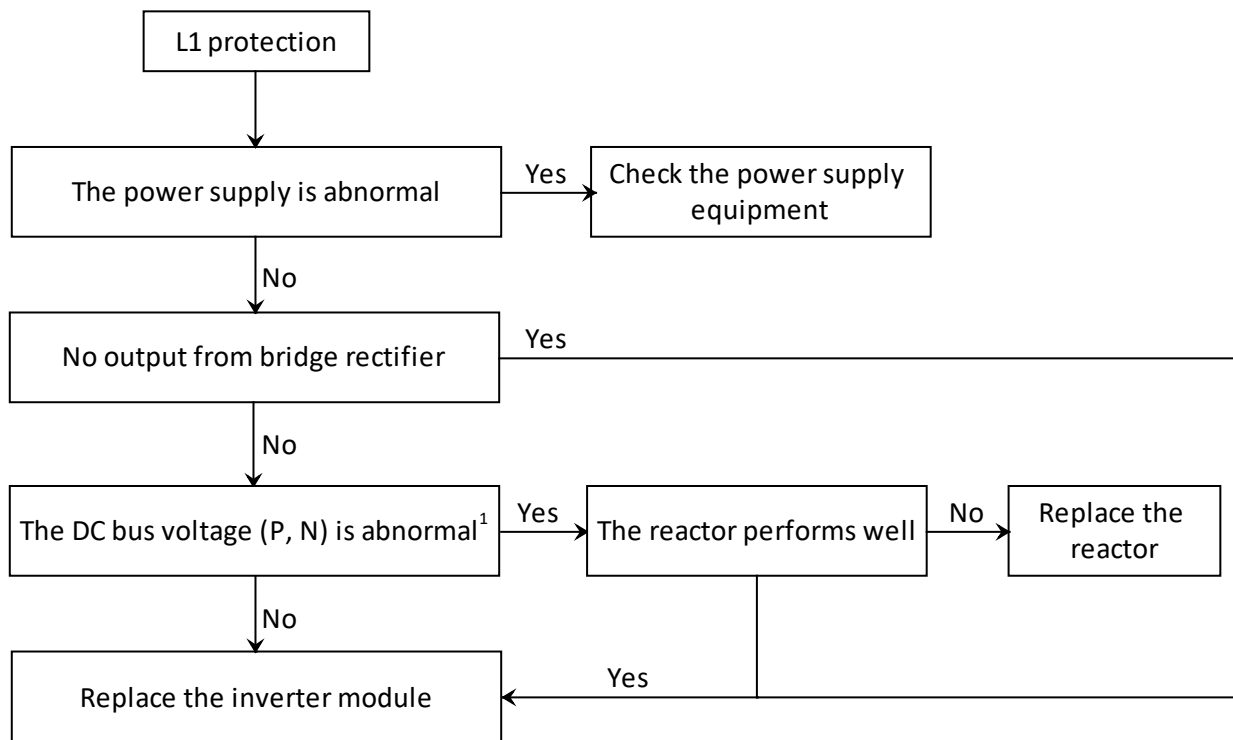 L1 protection
The power supply is abnormal
Yes
Check the power supply
equipment
No
No output from bridge rectifier
Yes
No
The DC bus voltage (P, N) is abnormal¹
Yes
The reactor performs well
No
Replace the
reactor
No
Replace the inverter module
Yes